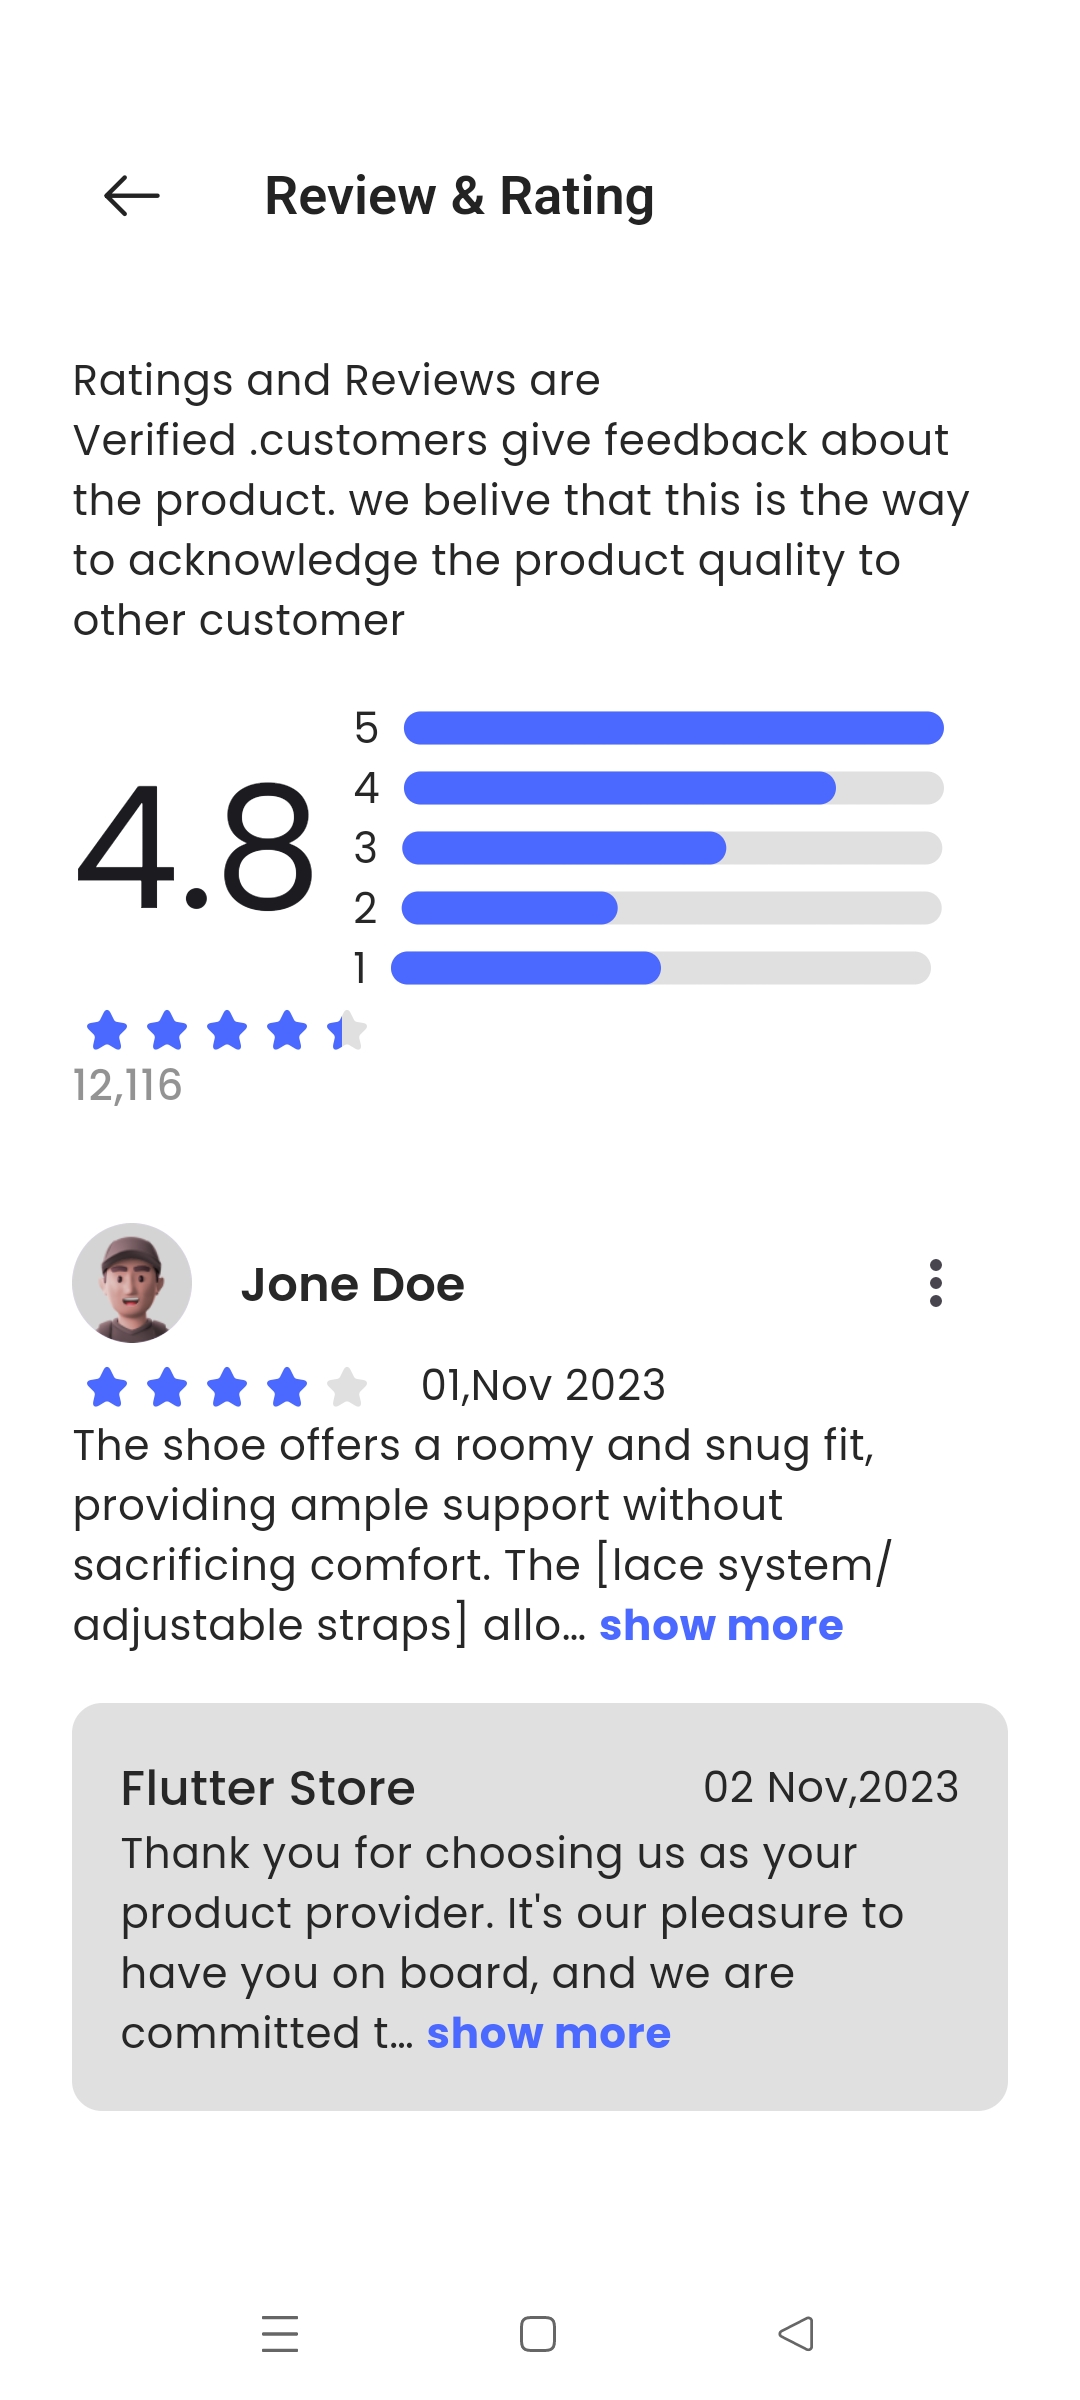 Review & Rating
Ratings and Reviews are
Verified .customers give feedback about
the product. we belive that this is the way
to acknowledge the product quality to
other customer
4.8
5
4
3
2
1
12,116
Jone Doe
01,Nov 2023
The shoe offers a roomy and snug fit,
providing ample support without
sacrificing comfort. The [lace system/
adjustable straps] allo... show more
Flutter Store
02 Nov,2023
Thank you for choosing us as your
product provider. It's our pleasure to
have you on board, and we are
committed t... show more